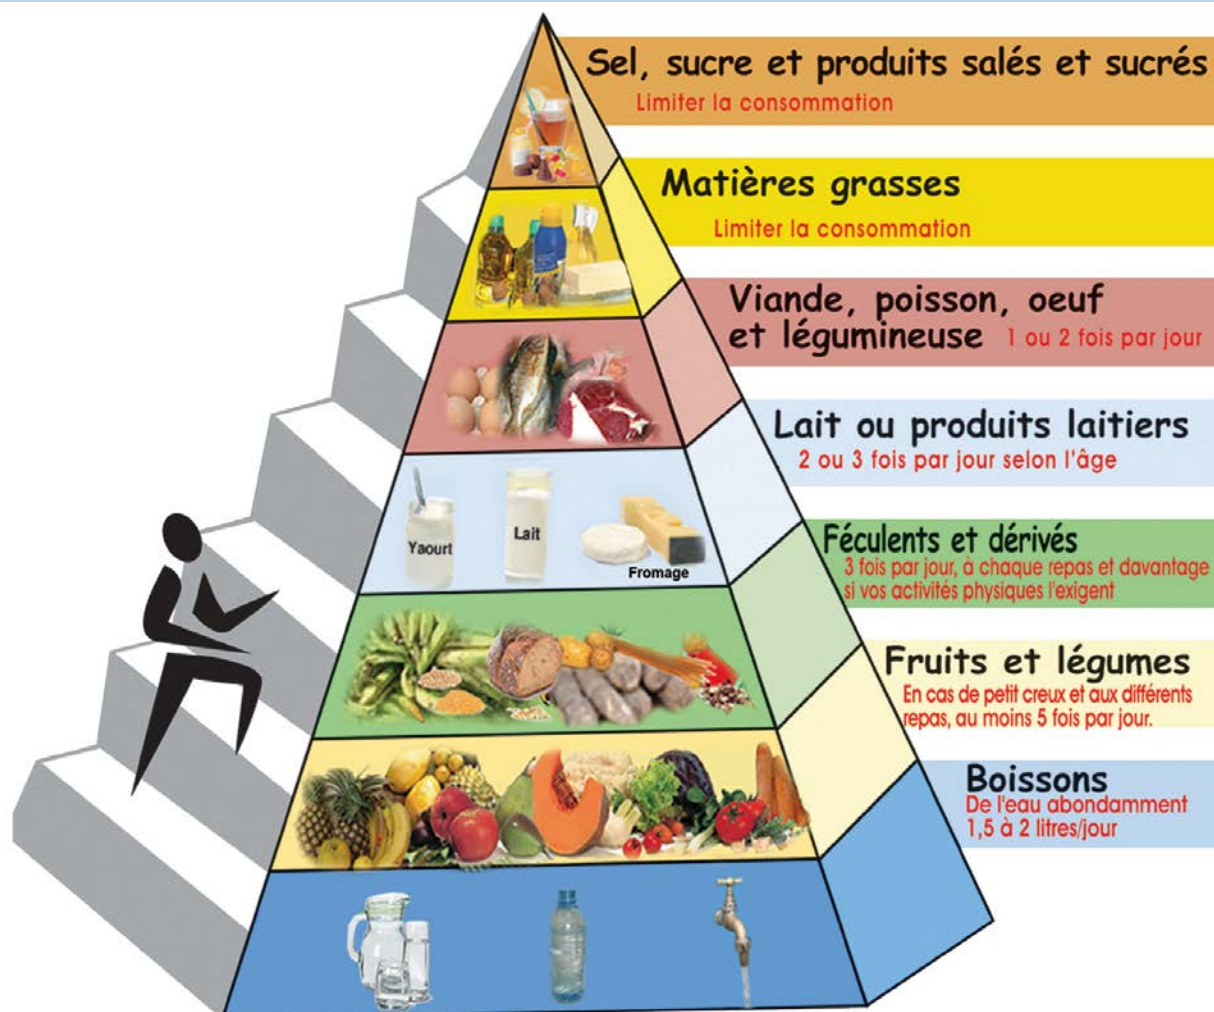 Sel, sucre et produits salés et sucrés
Limiter la consommation
Matières grasses
Limiter la consommation
Viande, poisson, oeuf
et légumineuse 1 ou 2 fois par jour
Lait ou produits laitiers
2 ou 3 fois par jour selon l'âge
Yaourt
Lait
Fromage
Féculents et dérivés
3 fois par jour, à chaque repas et davantage
si vos activités physiques l'exigent
Fruits et légumes
En cas de petit creux et aux différents
repas, au moins 5 fois par jour.
Boissons
De l'eau abondamment
1,5 à 2 litres/jour